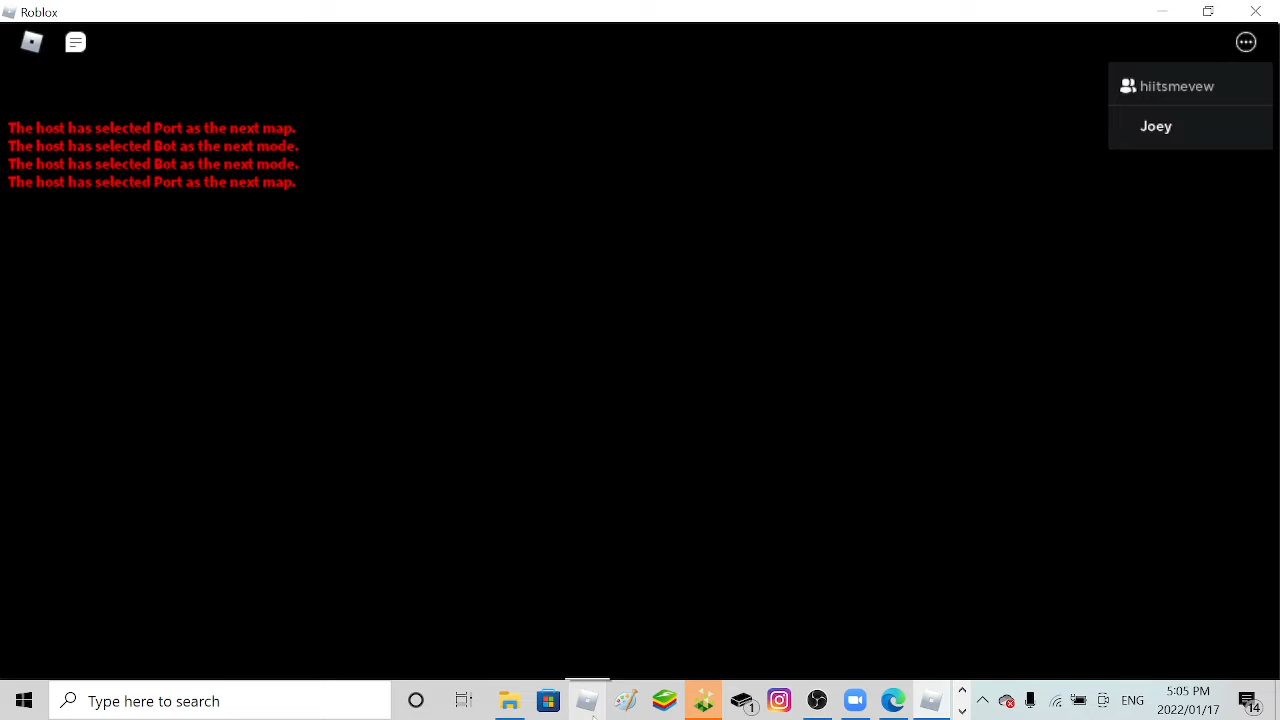 Roblox
hiitsmevew
Joey
The host has selected Port as the next map.
The host has selected Bot as the next mode.
The host has selected Bot as the next mode.
The host has selected Port as the next map.
Type here to search
1
ENG
5:05 PM
2022/01/17
14